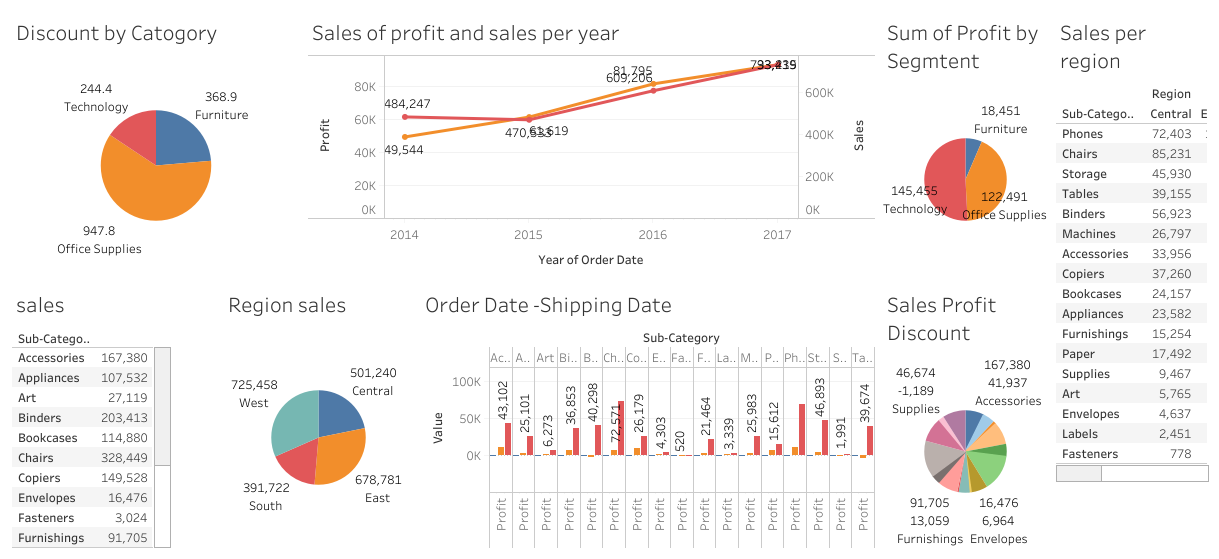 Discount by Catogory
244.4
Technology
368.9
Furniture
947.8
Office Supplies
Sales of profit and sales per year
Profit
80K
60K
40K
20K
0K
484,247
49,544
470,533
61,619
81,795
609,206
600K
400K
200K
0K
Sales
2014
2015
2016
2017
Year of Order Date
Sum of Profit by
Segmtent
18,451
Furniture
145,455
Technology
122,491
Office Supplies
Sales per
region
Region
Sub-Catego.. Central E
Phones 72,403
Chairs 85,231
Storage 45,930
Tables 39,155
Binders 56,923
Machines 26,797
Accessories 33,956
Copiers 37,260
Bookcases 24,157
Appliances 23,582
Furnishings 15,254
Paper 17,492
Supplies 9,467
Art 5,765
Envelopes 4,637
Labels 2,451
Fasteners 778
sales
Sub-Catego..
Accessories 167,380
Appliances 107,532
Art 27,119
Binders 203,413
Bookcases 114,880
Chairs 328,449
Copiers 149,528
Envelopes 16,476
Fasteners 3,024
Furnishings 91,705
Region sales
725,458
West
501,240
Central
391,722
South
678,781
East
Order Date -Shipping Date
Sub-Category
Ac.. A.. Art Bi.. B.. Ch.. Co.. E.. Fa.. F.. La.. M.. P.. Ph.. St.. S.. Ta..
Value
100K
50K
0K
43,102
25,101
6,273
36,853
40,298
72,571
26,179
4,303
520
21,464
3,339
25,983
15,612
46,893
1,991
39,674
Profit Profit Profit Profit Profit Profit Profit Profit Profit Profit Profit Profit Profit Profit Profit Profit Profit
Sales Profit
Discount
46,674
-1,189
Supplies
167,380
41,937
Accessories
91,705
13,059
Furnishings
16,476
6,964
Envelopes